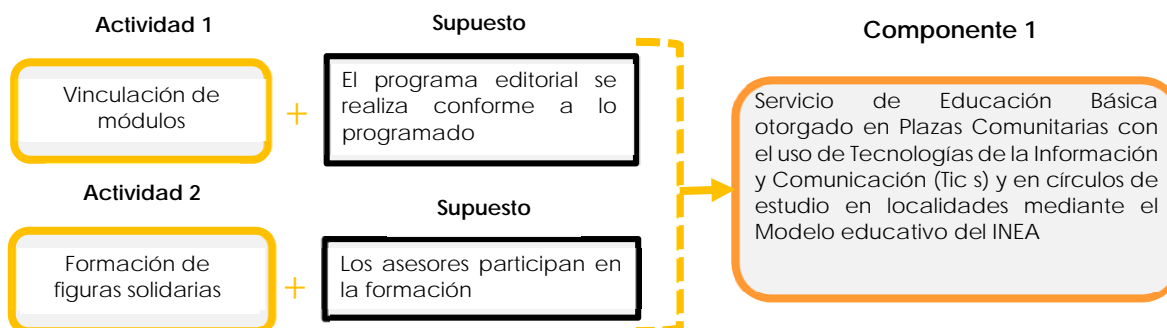 Actividad 1
Supuesto
Componente 1
Vinculación de
módulos
+
El programa editorial se
realiza conforme a lo
programado
Actividad 2
Supuesto
Formación de
figuras solidarias
+
Los asesores participan en
la formación
Servicio de Educación Básica
otorgado en Plazas Comunitarias con
el uso de Tecnologías de la Información
y Comunicación (Tic s) y en círculos de
estudio en localidades mediante el
Modelo educativo del INEA